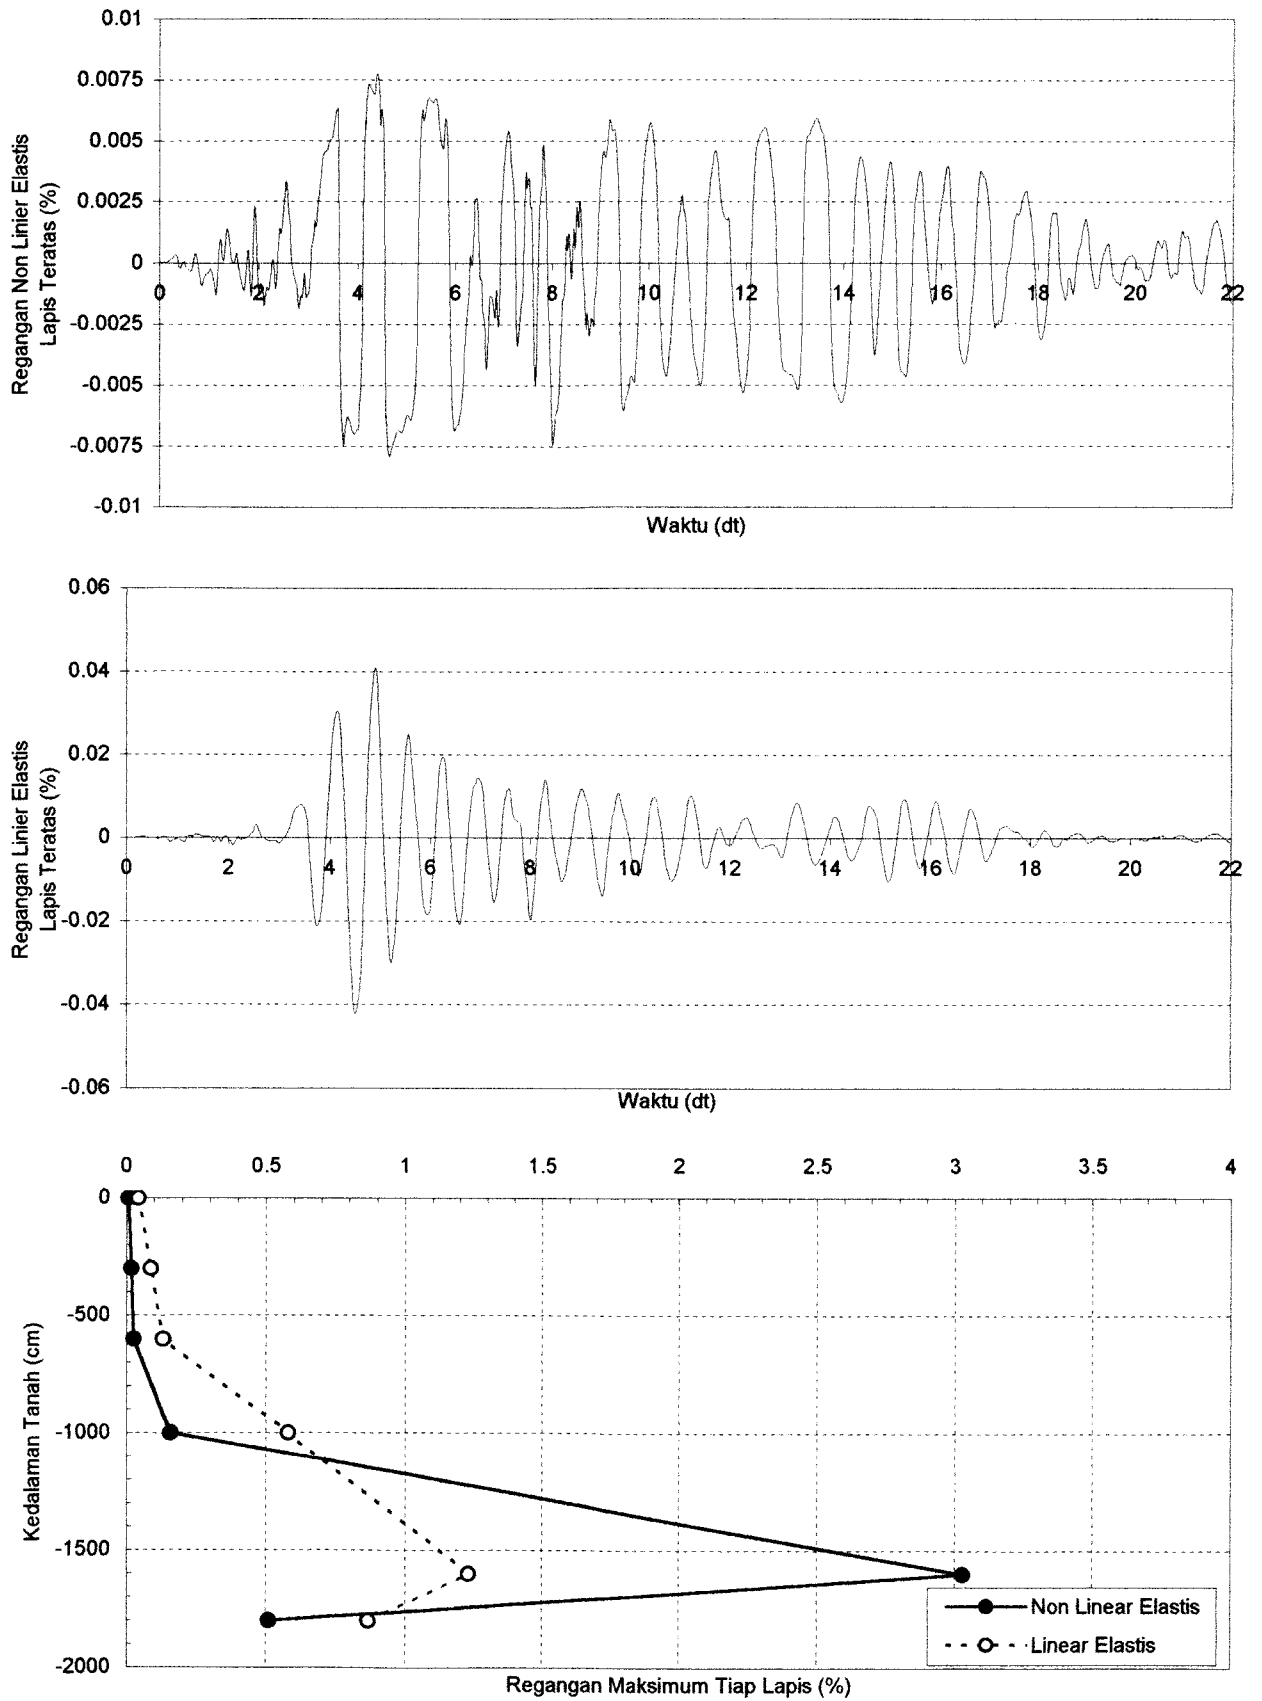 0.01
0.0075
0.005
0.0025
0
-0.0025
-0.005
-0.0075
-0.01
Regangan Non Linier Elastis
Lapis Teratas (%)
0 2 4 6 8 10 12 14 16 18 20 22
Waktu (dt)
0.06
0.04
0.02
0
-0.02
-0.04
-0.06
Regangan Linier Elastis
Lapis Teratas (%)
0 2 4 6 8 10 12 14 16 18 20 22
Waktu (dt)
0 0.5 1 1.5 2 2.5 3 3.5 4
0
-500
-1000
-1500
-2000
Kedalaman Tanah (cm)
Non Linear Elastis
Linear Elastis
Regangan Maksimum Tiap Lapis (%)